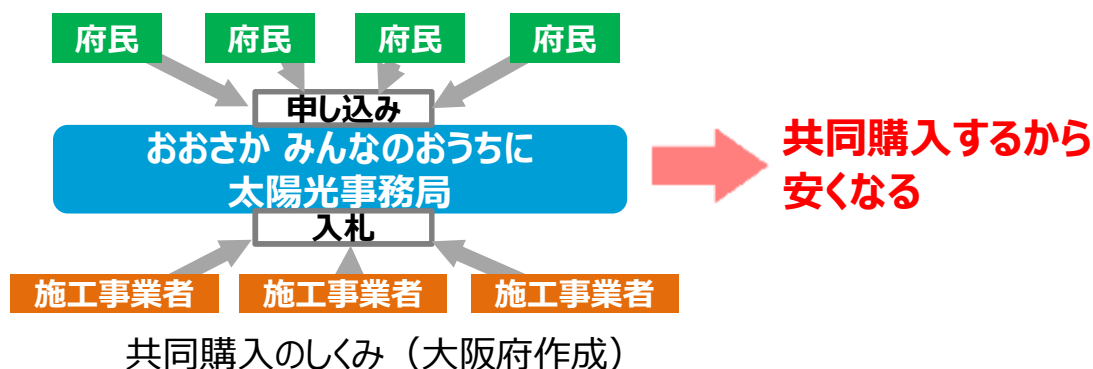 府民 府民 府民 府民
申し込み
おおさか みんなのおうちに
太陽光事務局
入札
施工事業者 施工事業者 施工事業者
共同購入するから
安くなる
共同購入のしくみ（大阪府作成）